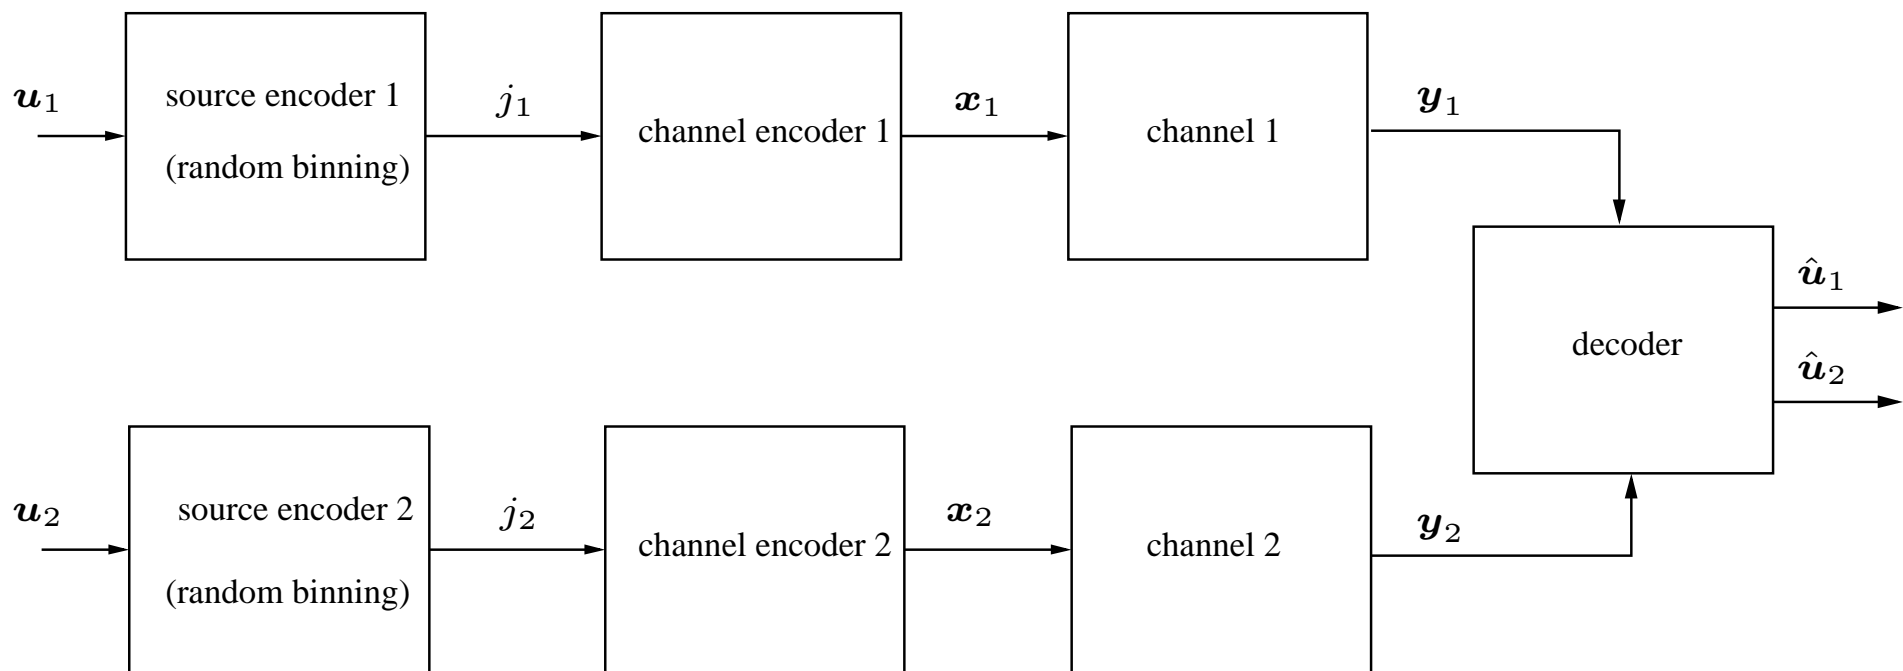 u₁
source encoder 1
(random binning)
j₁
channel encoder 1
x₁
channel 1
y₁
decoder
û₁
û₂
u₂
source encoder 2
(random binning)
j₂
channel encoder 2
x₂
channel 2
y₂